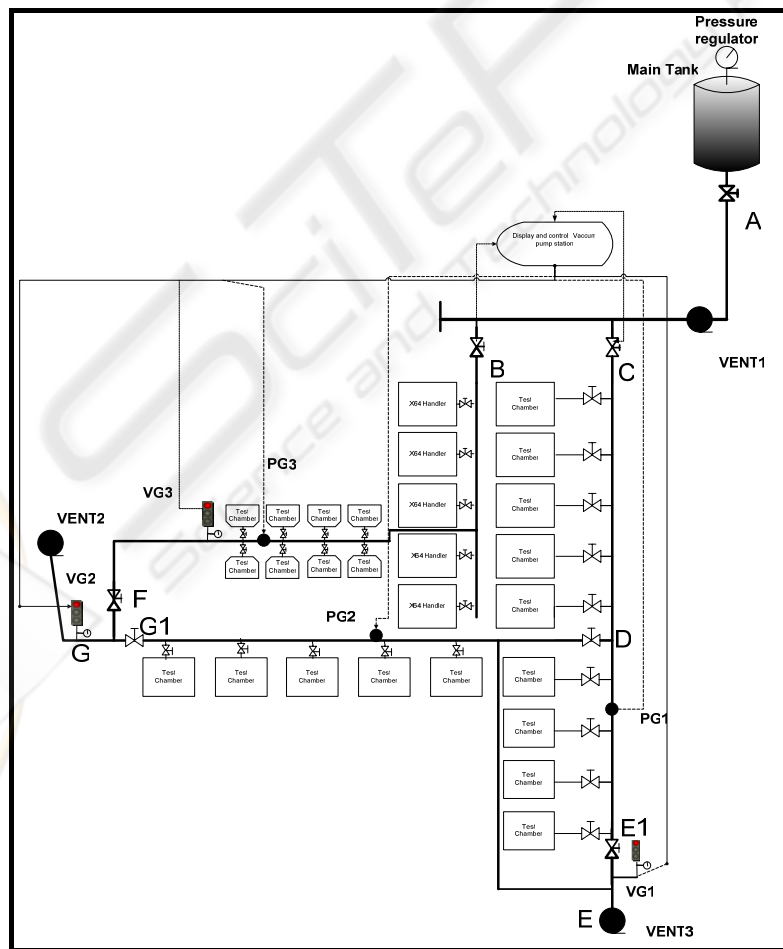 Pressure
regulator
Main Tank
A
Display and control Vaccum
pump station
VENT1
B
C
X64 Handler
X64 Handler
X64 Handler
X64 Handler
X64 Handler
Test
Chamber
Test
Chamber
Test
Chamber
Test
Chamber
Test
Chamber
PG3
VG3
Test
Chamber
Test
Chamber
Test
Chamber
Test
Chamber
Test
Chamber
Test
Chamber
Test
Chamber
Test
Chamber
VENT2
VG2
F
G1
G
PG2
D
Test
Chamber
Test
Chamber
Test
Chamber
Test
Chamber
Test
Chamber
Test
Chamber
Test
Chamber
Test
Chamber
Test
Chamber
PG1
E1
VG1
E
VENT3
Science and Technology